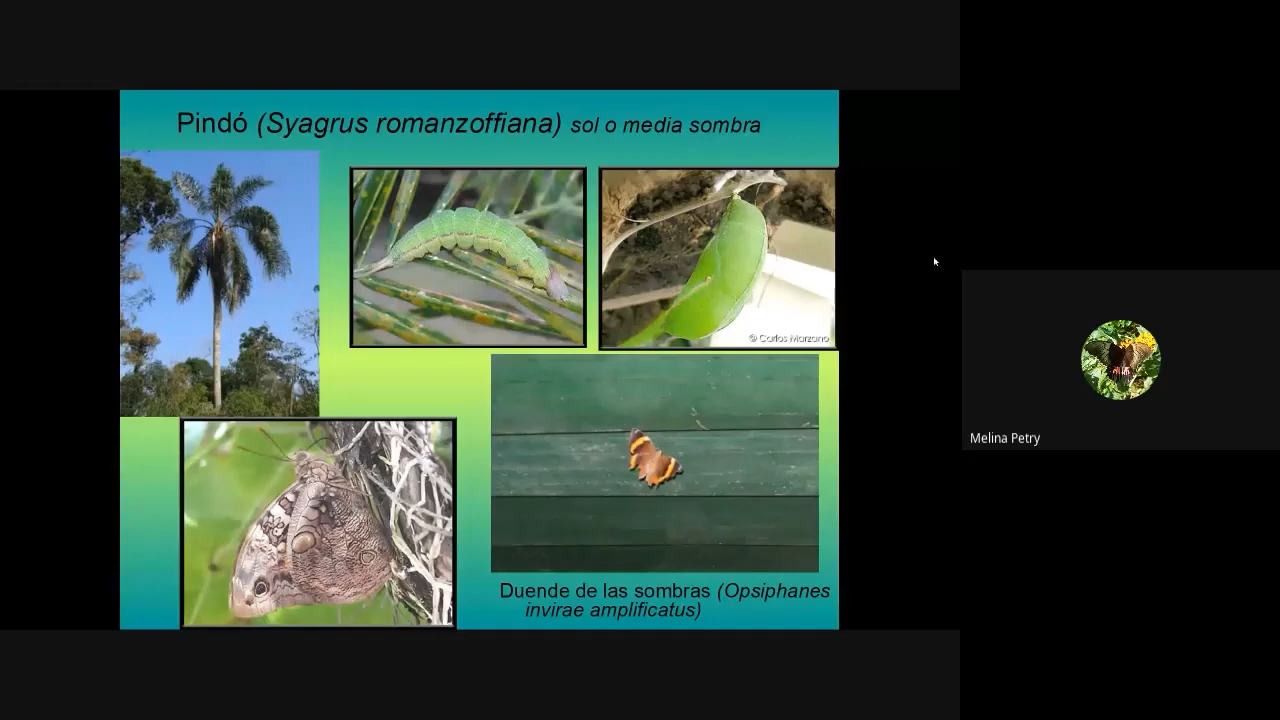 Pindó (Syagrus romanzoffiana) sol o media sombra
© Carlos Marzano
Duende de las sombras (Opsiphanes
invirae amplificatus)
Melina Petry